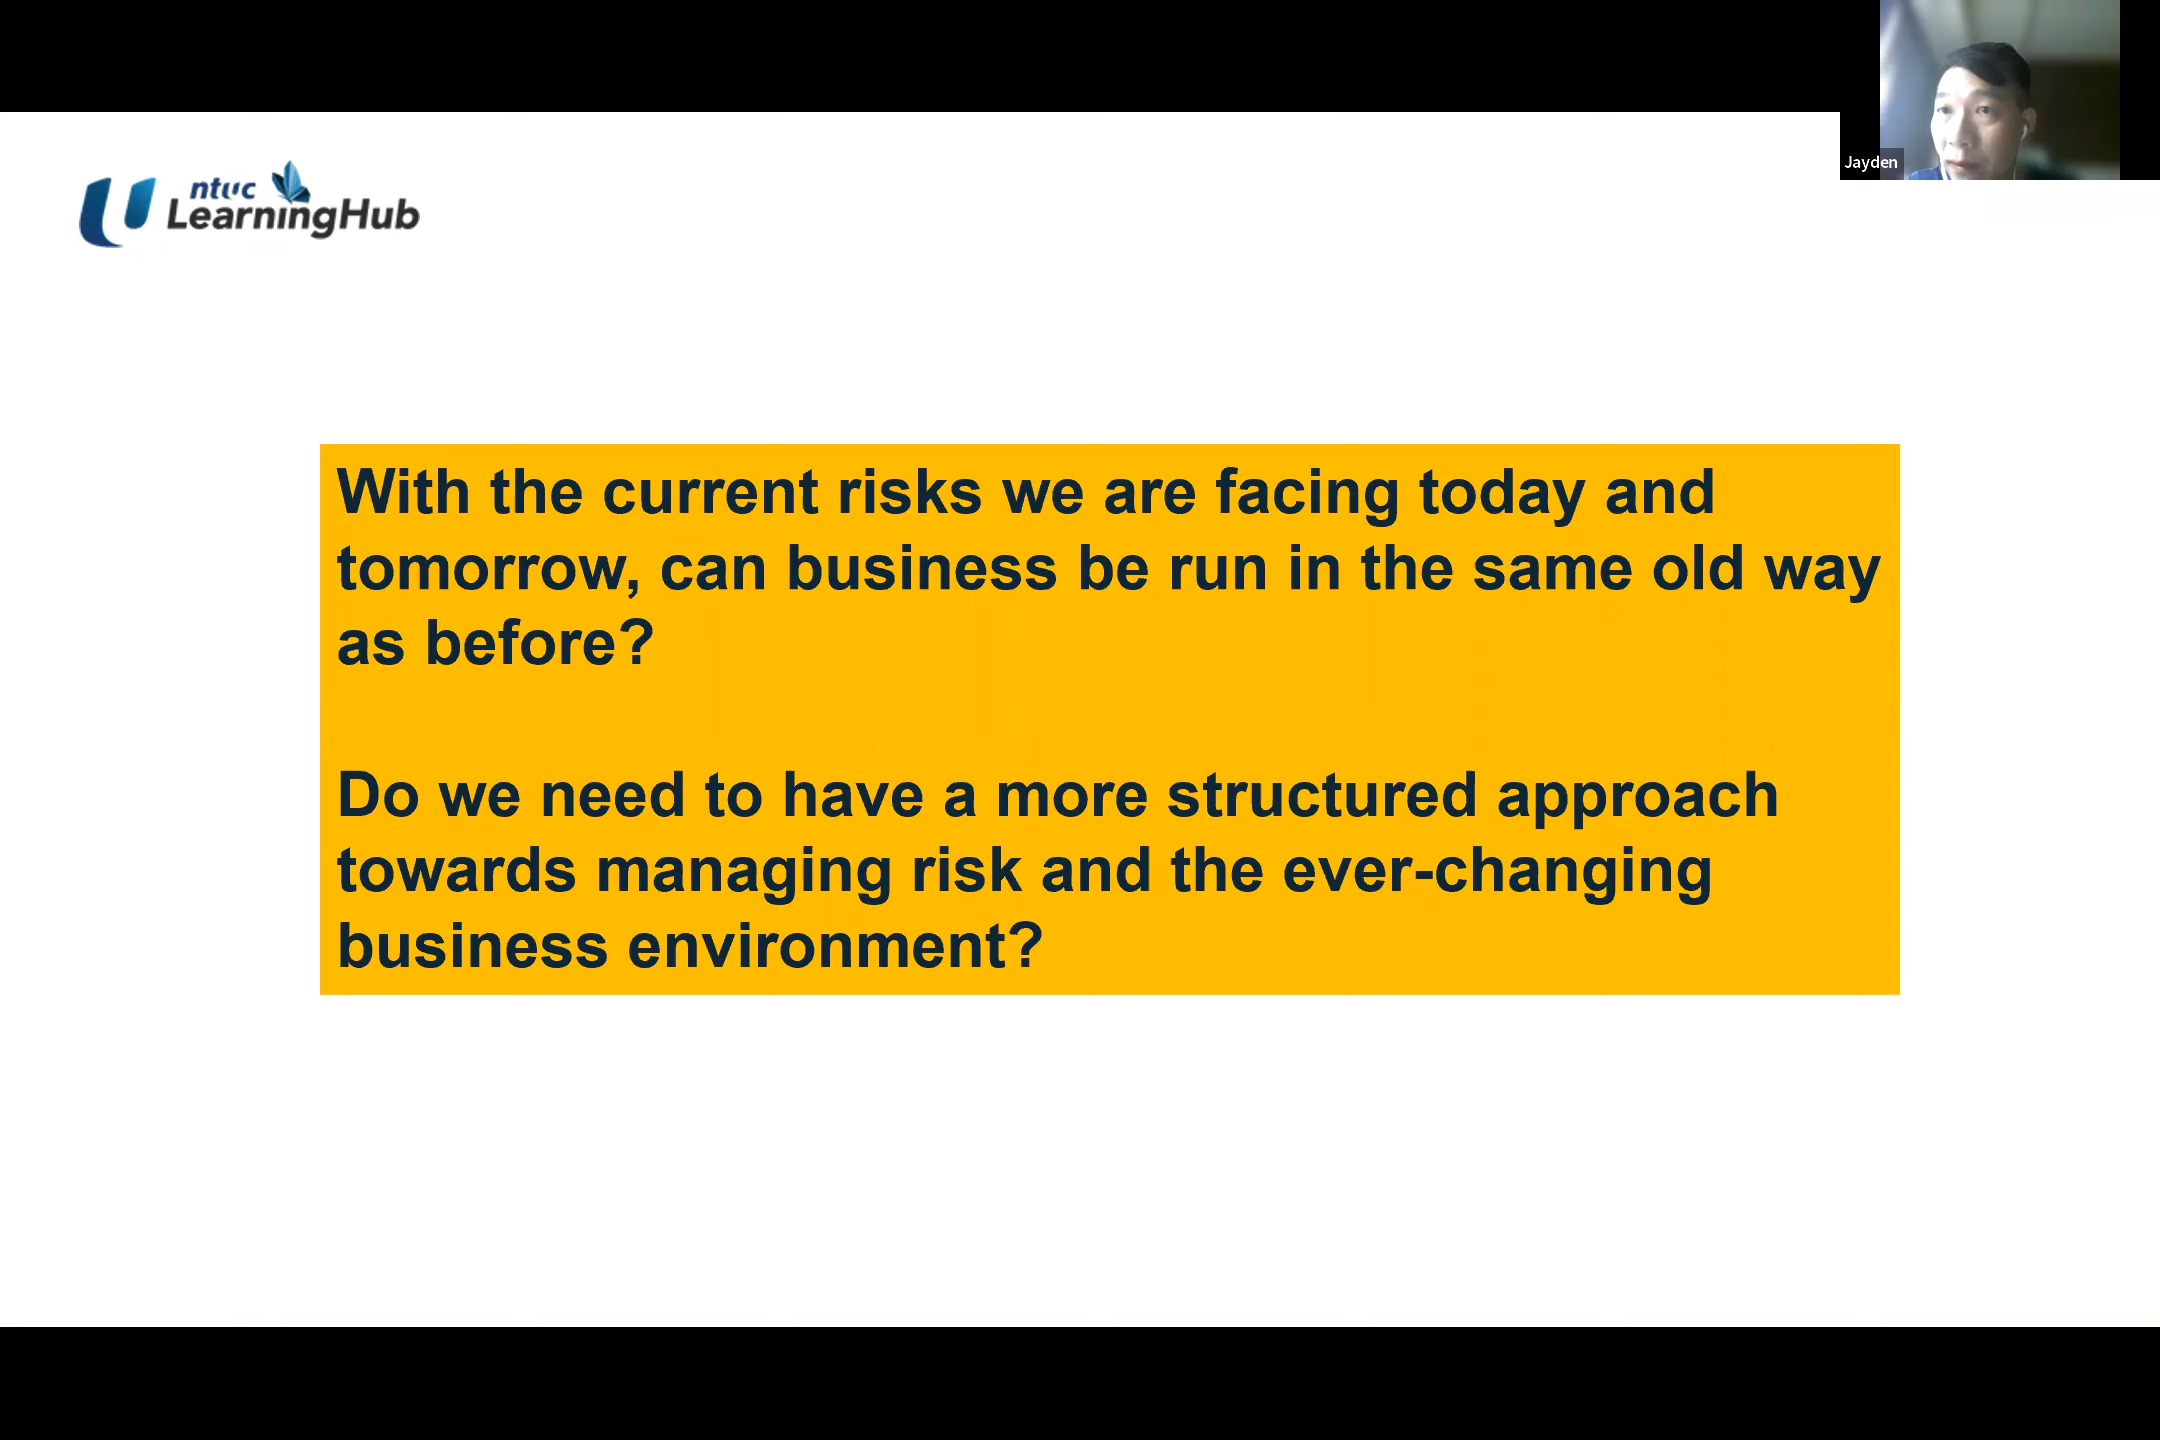 Jayden
ntuc
LearningHub
With the current risks we are facing today and
tomorrow, can business be run in the same old way
as before?
Do we need to have a more structured approach
towards managing risk and the ever-changing
business environment?